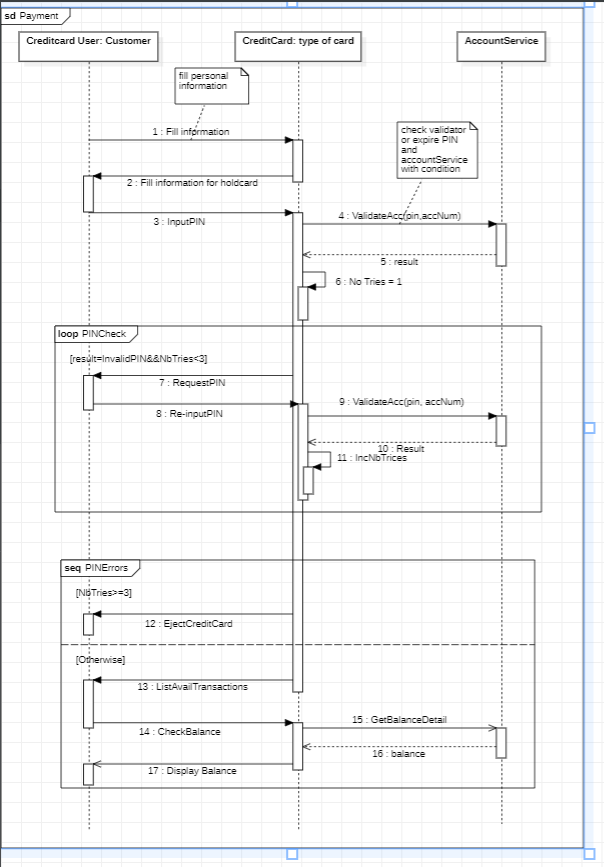 sd Payment
Creditcard User: Customer
CreditCard: type of card
AccountService
fill personal
information
1 : Fill information
check validator
or expire PIN
and
accountService
with condition
2 : Fill information for holdcard
3 : InputPIN
4 : ValidateAcc(pin,accNum)
5 : result
6 : No Tries = 1
loop PINCheck
[result=InvalidPIN&&NbTries<3]
7 : RequestPIN
8 : Re-inputPIN
9 : ValidateAcc(pin, accNum)
10 : Result
11 : IncNbTrices
seq PINErrors
[NbTries>=3]
12 : EjectCreditCard
[Otherwise]
13 : ListAvailTransactions
14 : CheckBalance
15 : GetBalanceDetail
16 : balance
17 : Display Balance